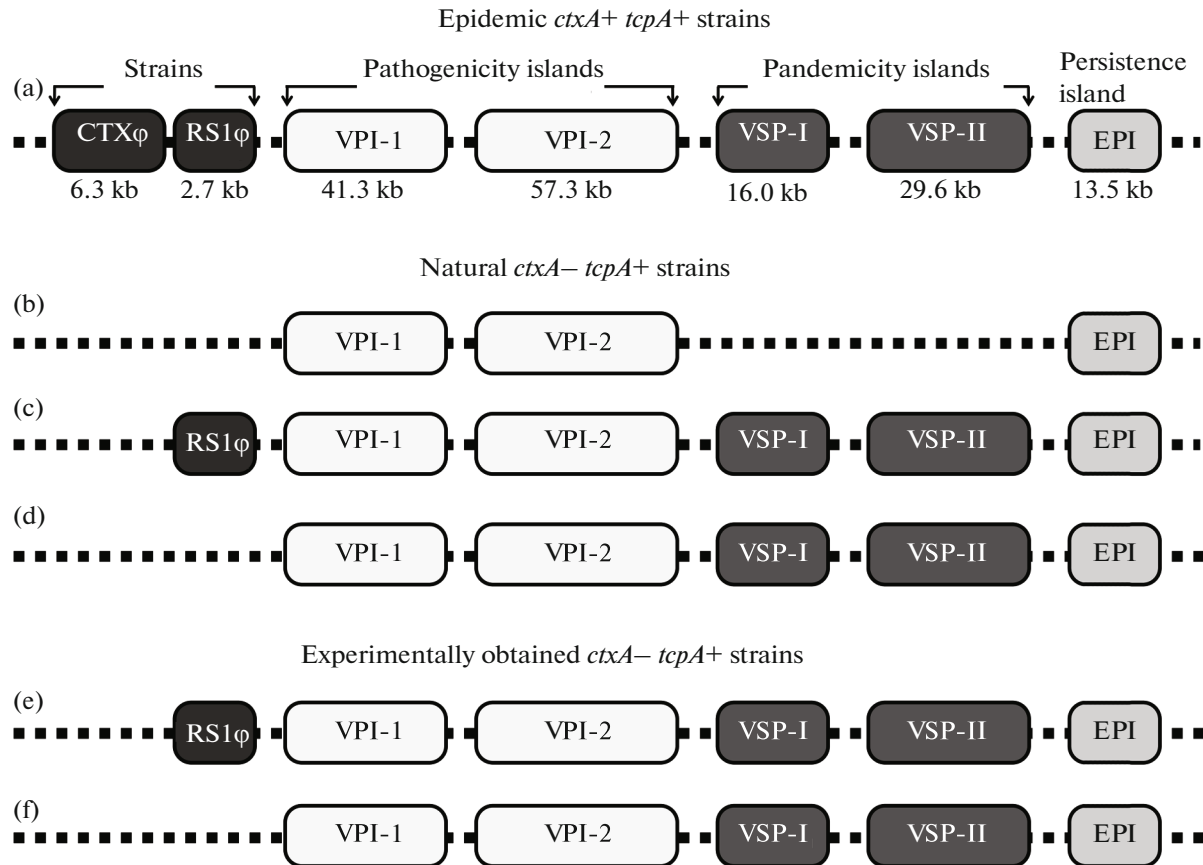 Epidemic ctxA+ tcpA+ strains
Strains Pathogenicity islands Pandemicity islands Persistence island
(a)
CTXφ RS1φ VPI-1 VPI-2 VSP-I VSP-II EPI
6.3 kb 2.7 kb 41.3 kb 57.3 kb 16.0 kb 29.6 kb 13.5 kb
Natural ctxA– tcpA+ strains
(b)
VPI-1 VPI-2 EPI
(c)
RS1φ VPI-1 VPI-2 VSP-I VSP-II EPI
(d)
VPI-1 VPI-2 VSP-I VSP-II EPI
Experimentally obtained ctxA– tcpA+ strains
(e)
RS1φ VPI-1 VPI-2 VSP-I VSP-II EPI
(f)
VPI-1 VPI-2 VSP-I VSP-II EPI